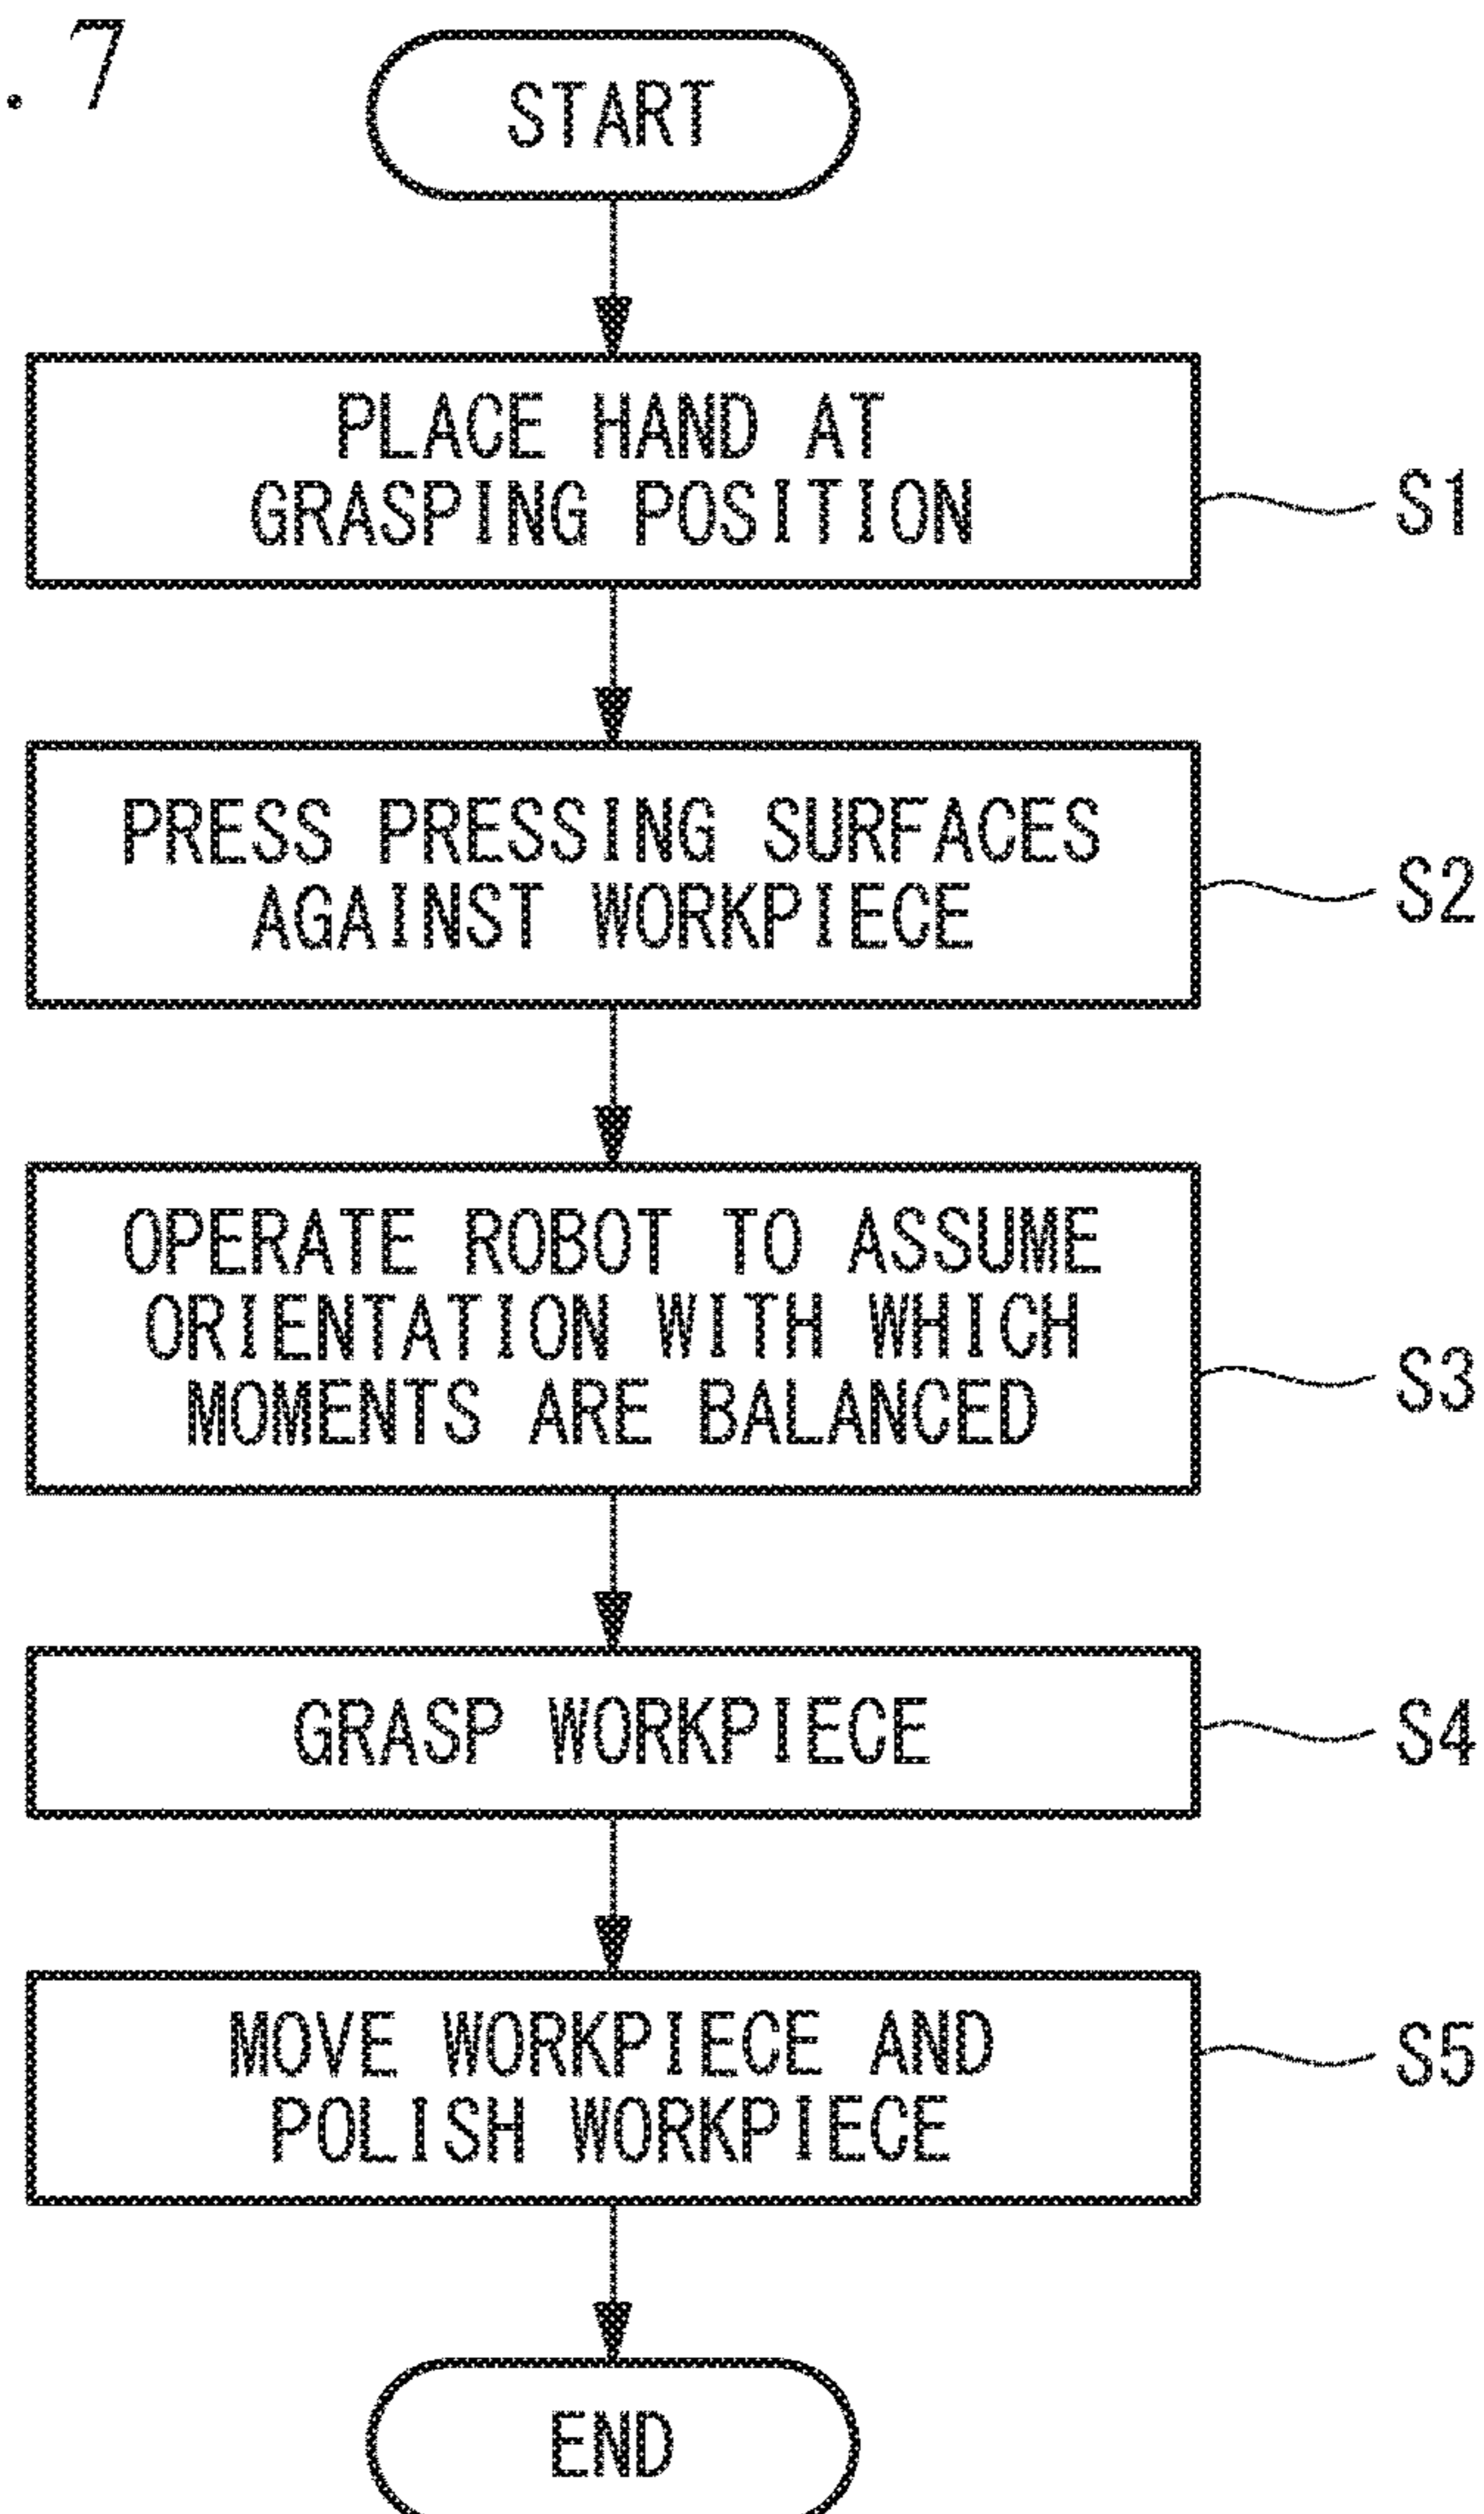 . 7
START
PLACE HAND AT
GRASPING POSITION
S1
PRESS PRESSING SURFACES
AGAINST WORKPIECE
S2
OPERATE ROBOT TO ASSUME
ORIENTATION WITH WHICH
MOMENTS ARE BALANCED
S3
GRASP WORKPIECE
S4
MOVE WORKPIECE AND
POLISH WORKPIECE
S5
END